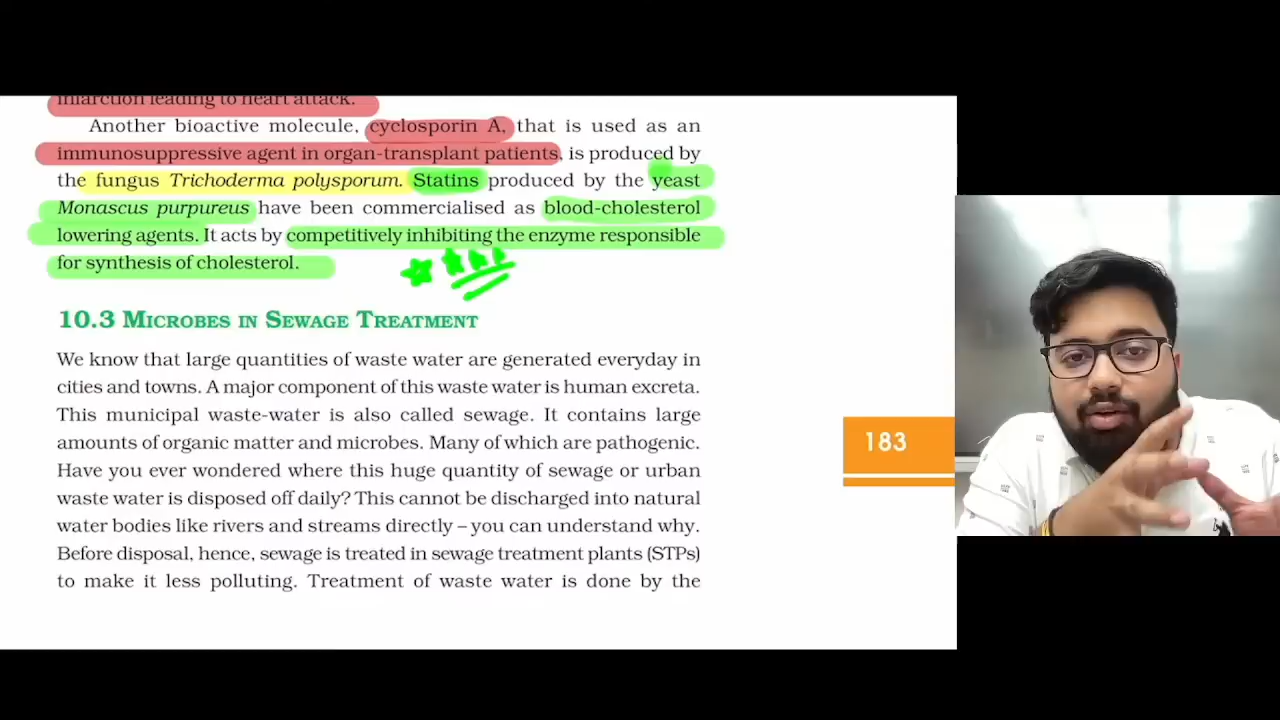 infarction leading to heart attack.
Another bioactive molecule, cyclosporin A, that is used as an
immunosuppressive agent in organ-transplant patients, is produced by
the fungus Trichoderma polysporum. Statins produced by the yeast
Monascus purpureus have been commercialised as blood-cholesterol
lowering agents. It acts by competitively inhibiting the enzyme responsible
for synthesis of cholesterol.
10.3 MICROBES IN SEWAGE TREATMENT
We know that large quantities of waste water are generated everyday in
cities and towns. A major component of this waste water is human excreta.
This municipal waste-water is also called sewage. It contains large
amounts of organic matter and microbes. Many of which are pathogenic.
Have you ever wondered where this huge quantity of sewage or urban
waste water is disposed off daily? This cannot be discharged into natural
water bodies like rivers and streams directly – you can understand why.
Before disposal, hence, sewage is treated in sewage treatment plants (STPs)
to make it less polluting. Treatment of waste water is done by the
183